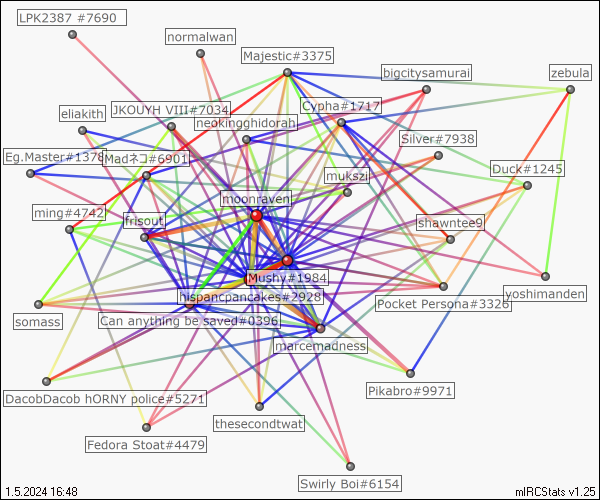 LPK2387 #7690
normalwan
Majestic#3375
bigcitysamurai
zebula
eliakith
JKOUYH VIII#7034
Cypha#1717
neokingghidorah
Silver#7938
Eg.Master#1378
Madネコ#6901
mukszi
Duck#1245
moonraven
ming#4742
frisout
shawntee9
Mushy#1984
yoshimanden
hispancpancakes#2928
Pocket Persona#3326
somass
Can anything be saved#0396
marcemadness
Pikabro#9971
DacobDacob hORNY police#5271
thesecondtwat
Fedora Stoat#4479
Swirly Boi#6154
1.5.2024 16:48
mIRCStats v1.25